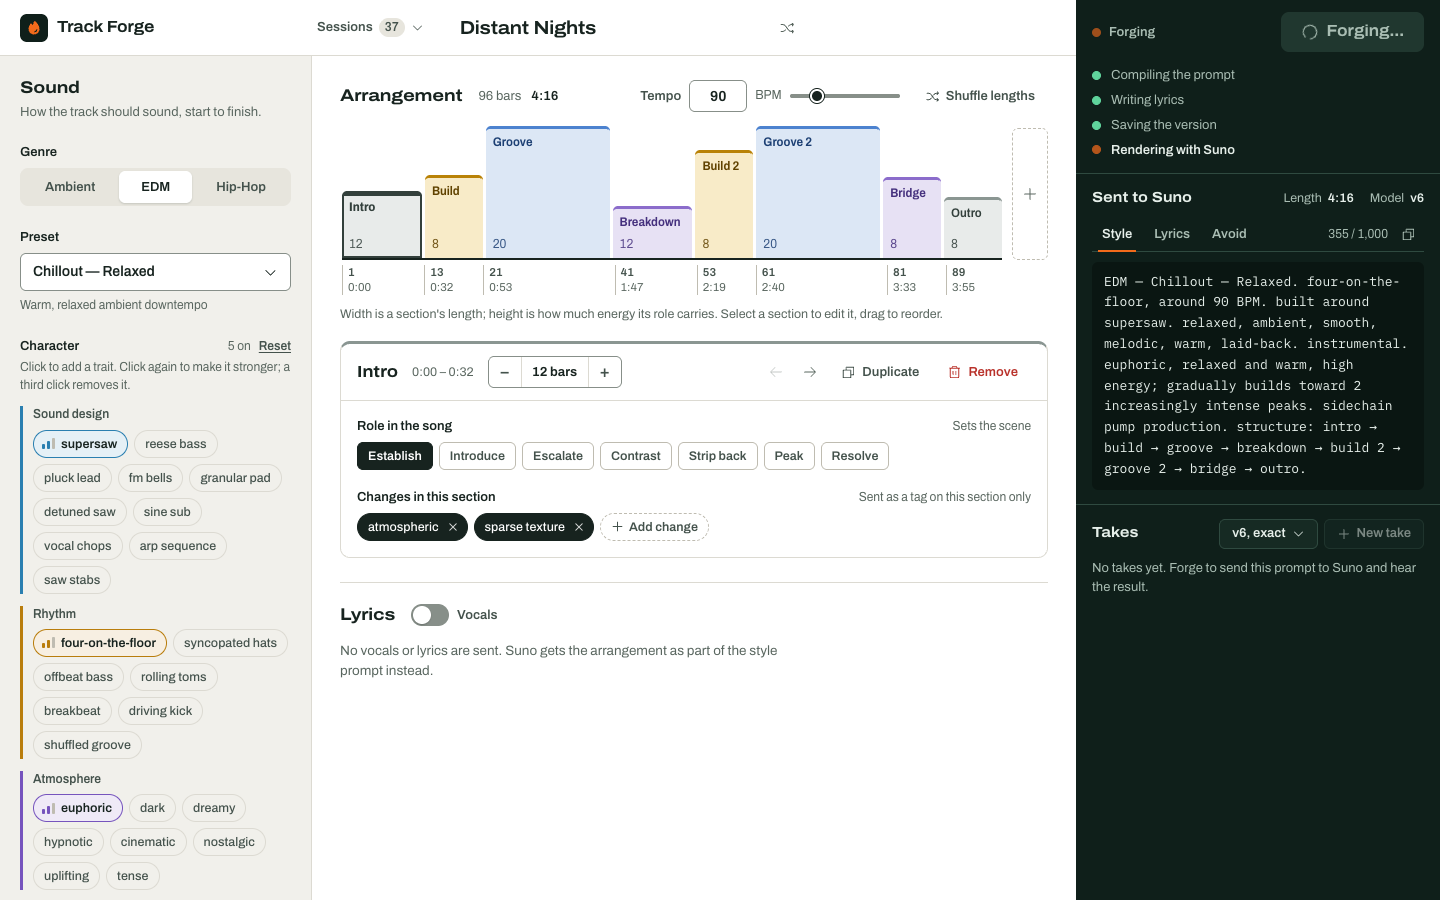 Track Forge
Sessions 37
Distant Nights
Forging
Forging...
Compiling the prompt
Writing lyrics
Saving the version
Rendering with Suno
Sound
How the track should sound, start to finish.
Genre
Ambient EDM Hip-Hop
Preset
Chillout — Relaxed
Warm, relaxed ambient downtempo
Character 5 on Reset
Click to add a trait. Click again to make it stronger; a
third click removes it.
Sound design
supersaw reese bass
pluck lead fm bells granular pad
detuned saw sine sub
vocal chops arp sequence
saw stabs
Rhythm
four-on-the-floor syncopated hats
offbeat bass rolling toms
breakbeat driving kick
shuffled groove
Atmosphere
euphoric dark dreamy
hypnotic cinematic nostalgic
uplifting tense
Arrangement 96 bars 4:16
Tempo 90 BPM
Shuffle lengths
Intro 12
Build 8
Groove 20
Breakdown 12
Build 2 8
Groove 2 20
Bridge 8
Outro 8
+
1 13 21 41 53 61 81 89
0:00 0:32 0:53 1:47 2:19 2:40 3:33 3:55
Width is a section's length; height is how much energy its role carries. Select a section to edit it, drag to reorder.
Intro 0:00 – 0:32 − 12 bars + ← → Duplicate Remove
Role in the song Sets the scene
Establish Introduce Escalate Contrast Strip back Peak Resolve
Changes in this section Sent as a tag on this section only
atmospheric × sparse texture × + Add change
Lyrics Vocals
No vocals or lyrics are sent. Suno gets the arrangement as part of the style
prompt instead.
Sent to Suno Length 4:16 Model v6
Style Lyrics Avoid 355 / 1,000
EDM — Chillout — Relaxed. four-on-the-
floor, around 90 BPM. built around
supersaw. relaxed, ambient, smooth,
melodic, warm, laid-back. instrumental.
euphoric, relaxed and warm, high
energy; gradually builds toward 2
increasingly intense peaks. sidechain
pump production. structure: intro →
build → groove → breakdown → build 2 →
groove 2 → bridge → outro.
Takes v6, exact + New take
No takes yet. Forge to send this prompt to Suno and hear
the result.